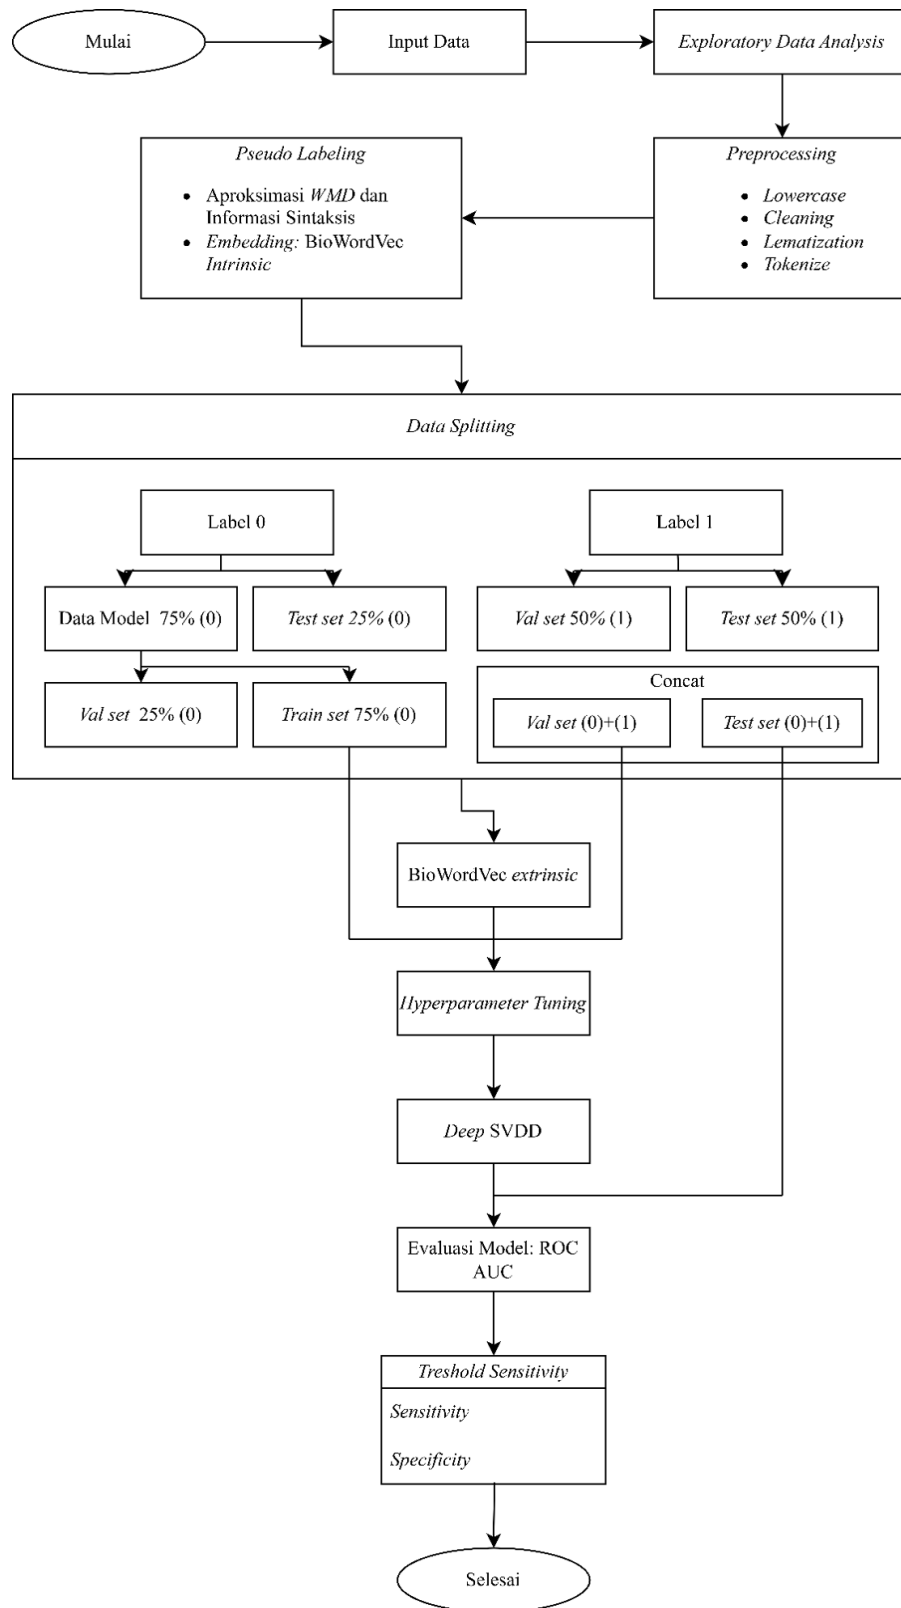 Mulai
Input Data
Exploratory Data Analysis
Pseudo Labeling
• Aproksimasi WMD dan
Informasi Sintaksis
• Embedding: BioWordVec
Intrinsic
Preprocessing
• Lowercase
• Cleaning
• Lematization
• Tokenize
Data Splitting
Label 0
Label 1
Data Model 75% (0)
Test set 25% (0)
Val set 50% (1)
Test set 50% (1)
Val set 25% (0)
Train set 75% (0)
Concat
Val set (0)+(1)
Test set (0)+(1)
BioWordVec extrinsic
Hyperparameter Tuning
Deep SVDD
Evaluasi Model: ROC
AUC
Treshold Sensitivity
Sensitivity
Specificity
Selesai